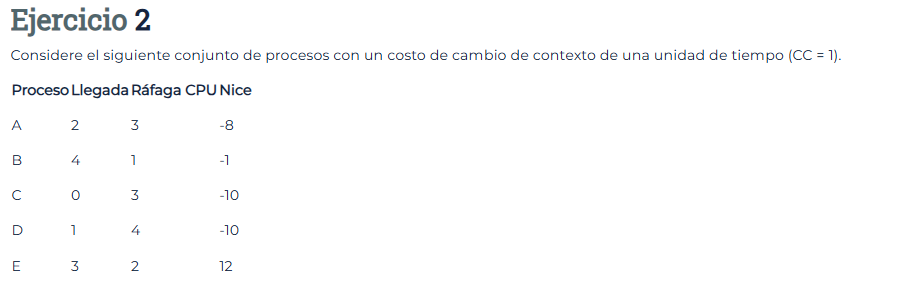 Ejercicio 2
Considere el siguiente conjunto de procesos con un costo de cambio de contexto de una unidad de tiempo (CC = 1).
Proceso Llegada Ráfaga CPU Nice
A 2 3 -8
B 4 1 -1
C 0 3 -10
D 1 4 -10
E 3 2 12